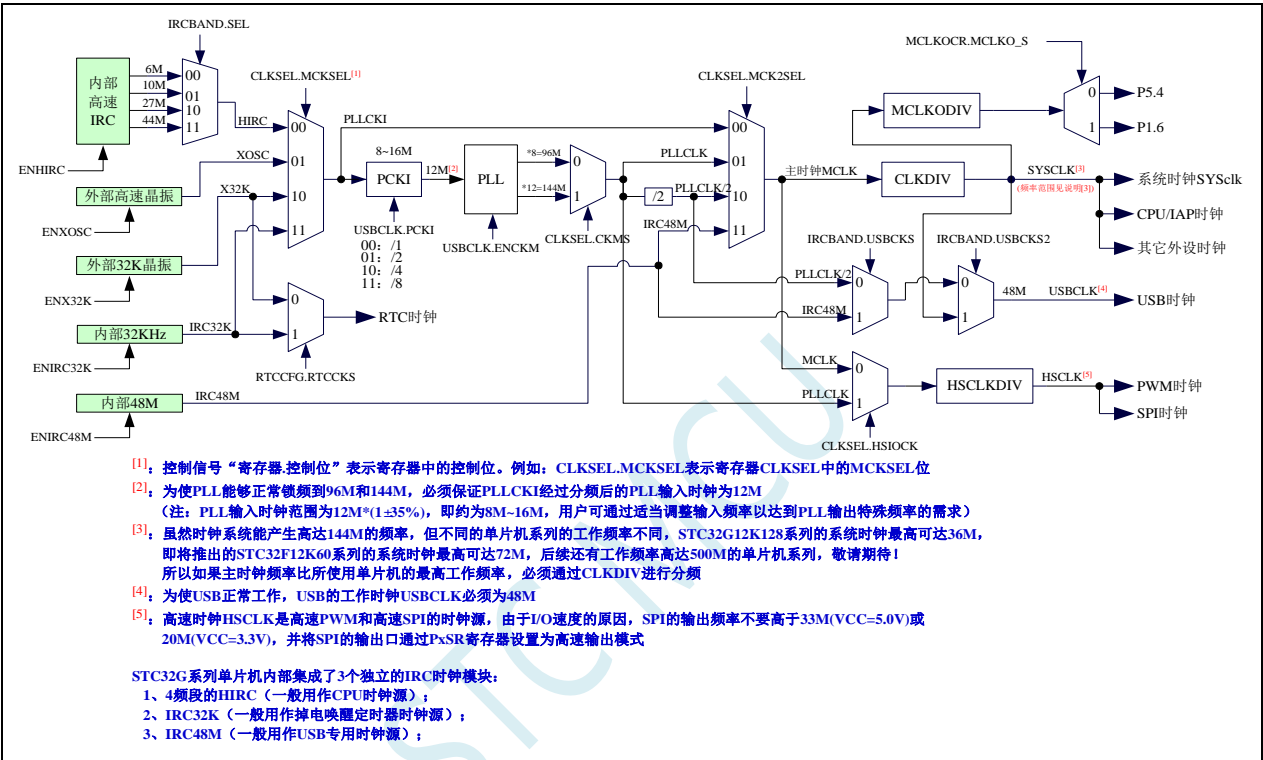 IRCBAND.SEL
MCLKOCR.MCLKO_S
内部
高速
IRC
6M
10M
27M
44M
00
01
10
11
CLKSEL.MCKSEL[1]
CLKSEL.MCK2SEL
0
P5.4
1
P1.6
MCLKODIV
HIRC
00
PLLCKI
00
ENHIRC
XOSC
01
8~16M
PCKI
12M[2]
PLL
*8=96M
0
*12=144M
1
PLLCLK
01
外部高速晶振
X32K
10
/2
PLLCLK/2
10
主时钟MCLK
CLKDIV
SYSCLK[3]
(频率范围见说明[3])
系统时钟SYSclk
ENXOSC
11
USBCLK.PCKI
00: /1
01: /2
10: /4
11: /8
USBCLK.ENCKM
CLKSEL.CKMS
IRC48M
11
CPU/IAP时钟
IRCBAND.USBCKS
IRCBAND.USBCKS2
其它外设时钟
外部32K晶振
ENX32K
0
PLLCLK/2
0
0
48M
USBCLK[4]
USB时钟
内部32KHz
IRC32K
1
RTC时钟
IRC48M
1
1
ENIRC32K
RTCCFG.RTCCKS
MCLK
0
HSCLKDIV
HSCLK[5]
PWM时钟
内部48M
IRC48M
PLLCLK
1
SPI时钟
ENIRC48M
CLKSEL.HSIOCK
[1]：控制信号“寄存器.控制位”表示寄存器中的控制位。例如：CLKSEL.MCKSEL表示寄存器CLKSEL中的MCKSEL位
[2]：为使PLL能够正常锁频到96M和144M，必须保证PLLCKI经过分频后的PLL输入时钟为12M
（注：PLL输入时钟范围为12M*(1±35%)，即约为8M~16M，用户可通过适当调整输入频率以达到PLL输出特殊频率的需求）
[3]：虽然时钟系统能产生高达144M的频率，但不同的单片机系列的工作频率不同，STC32G12K128系列的系统时钟最高可达36M，
即将推出的STC32F12K60系列的系统时钟最高可达72M，后续还有工作频率高达500M的单片机系列，敬请期待！
所以如果主时钟频率比所使用单片机的最高工作频率，必须通过CLKDIV进行分频
[4]：为使USB正常工作，USB的工作时钟USBCLK必须为48M
[5]：高速时钟HSCLK是高速PWM和高速SPI的时钟源，由于I/O速度的原因，SPI的输出频率不要高于33M(VCC=5.0V)或
20M(VCC=3.3V)，并将SPI的输出口通过PxSR寄存器设置为高速输出模式
STC32G系列单片机内部集成了3个独立的IRC时钟模块：
1、4频段的HIRC（一般用作CPU时钟源）；
2、IRC32K（一般用作掉电唤醒定时器时钟源）；
3、IRC48M（一般用作USB专用时钟源）；
STC MCU